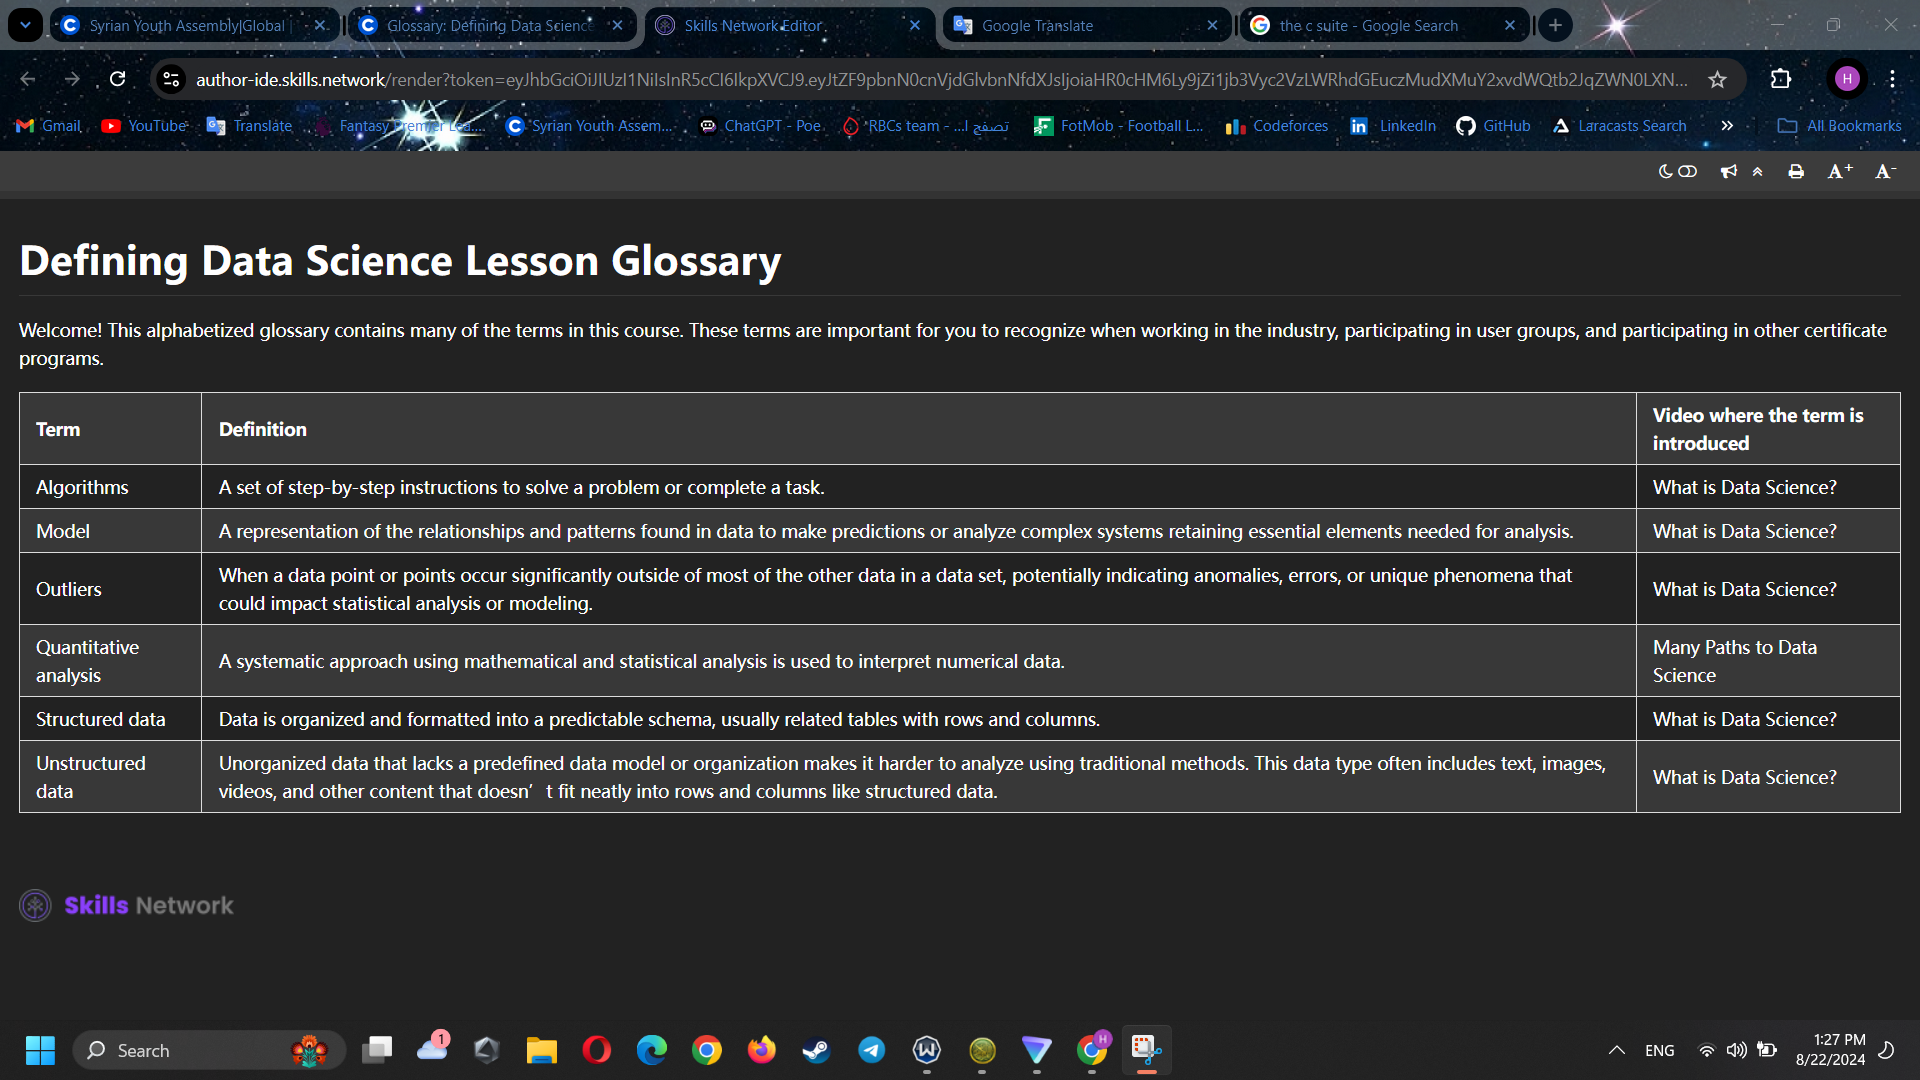 Syrian Youth Assembly|Global |
Glossary: Defining Data Science
Skills Network Editor
Google Translate
the c suite - Google Search
author-ide.skills.network/render?token=eyJhbGciOiJIUzI1NiIsInR5cCI6IkpXVCJ9.eyJtZF9pbnN0cnVjdGlvbnNfdXJsIjoiaHR0cHM6Ly9jZi1jb3Vyc2VzLWRhdGEuczMudXMuY2xvdWQtb2JqZWN0LXN...
H
Gmail
YouTube
Translate
Fantasy Premier Lea...
Syrian Youth Assem...
ChatGPT - Poe
*RBCs team - ...تصفح ا
FotMob - Football L...
Codeforces
LinkedIn
GitHub
Laracasts Search
All Bookmarks
A+
A-
Defining Data Science Lesson Glossary
Welcome! This alphabetized glossary contains many of the terms in this course. These terms are important for you to recognize when working in the industry, participating in user groups, and participating in other certificate
programs.
Term
Definition
Video where the term is
introduced
Algorithms
A set of step-by-step instructions to solve a problem or complete a task.
What is Data Science?
Model
A representation of the relationships and patterns found in data to make predictions or analyze complex systems retaining essential elements needed for analysis.
What is Data Science?
Outliers
When a data point or points occur significantly outside of most of the other data in a data set, potentially indicating anomalies, errors, or unique phenomena that
could impact statistical analysis or modeling.
What is Data Science?
Quantitative
analysis
A systematic approach using mathematical and statistical analysis is used to interpret numerical data.
Many Paths to Data
Science
Structured data
Data is organized and formatted into a predictable schema, usually related tables with rows and columns.
What is Data Science?
Unstructured
data
Unorganized data that lacks a predefined data model or organization makes it harder to analyze using traditional methods. This data type often includes text, images,
videos, and other content that doesn’t fit neatly into rows and columns like structured data.
What is Data Science?
Skills Network
Search
1
H
ENG
1:27 PM
8/22/2024